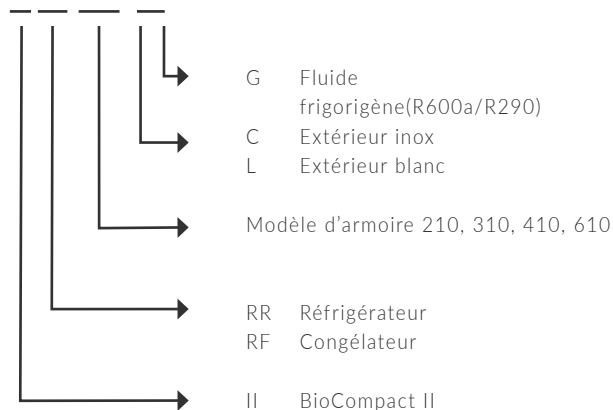 G Fluide
frigorigène(R600a/R290)
C Extérieur inox
L Extérieur blanc
Modèle d'armoire 210, 310, 410, 610
RR Réfrigérateur
RF Congélateur
II BioCompact II